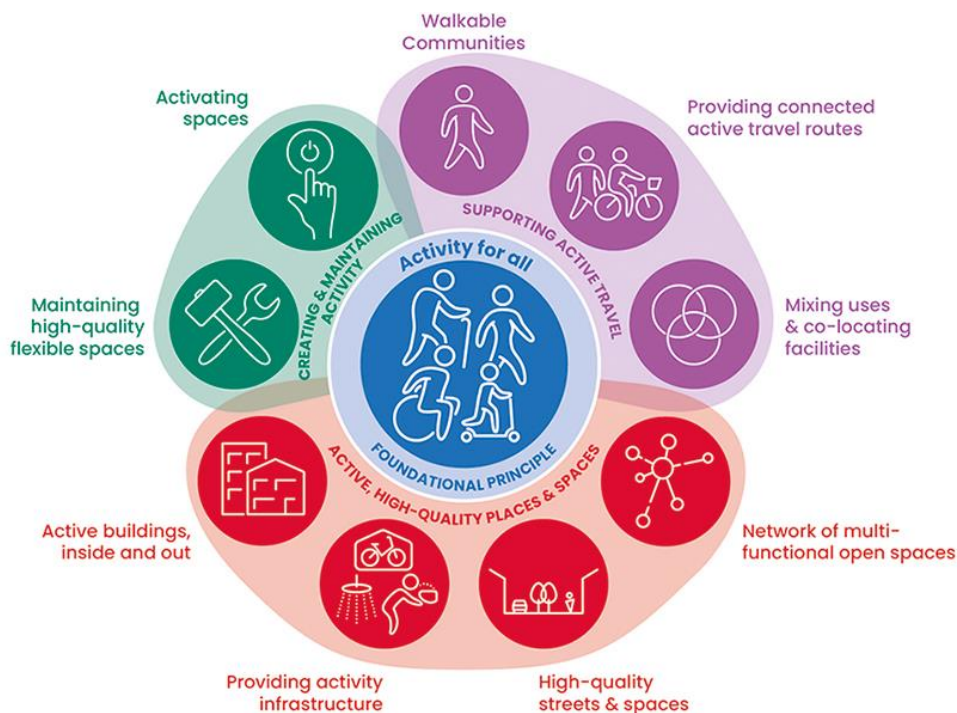 Walkable
Communities
Providing connected
active travel routes
Mixing uses
& co-locating
facilities
SUPPORTING ACTIVE TRAVEL
Activating
spaces
Maintaining
high-quality
flexible spaces
CREATING & MAINTAINING
ACTIVITY
Activity for all
FOUNDATIONAL PRINCIPLE
ACTIVE, HIGH-QUALITY PLACES & SPACES
Active buildings,
inside and out
Providing activity
infrastructure
High-quality
streets & spaces
Network of multi-
functional open spaces